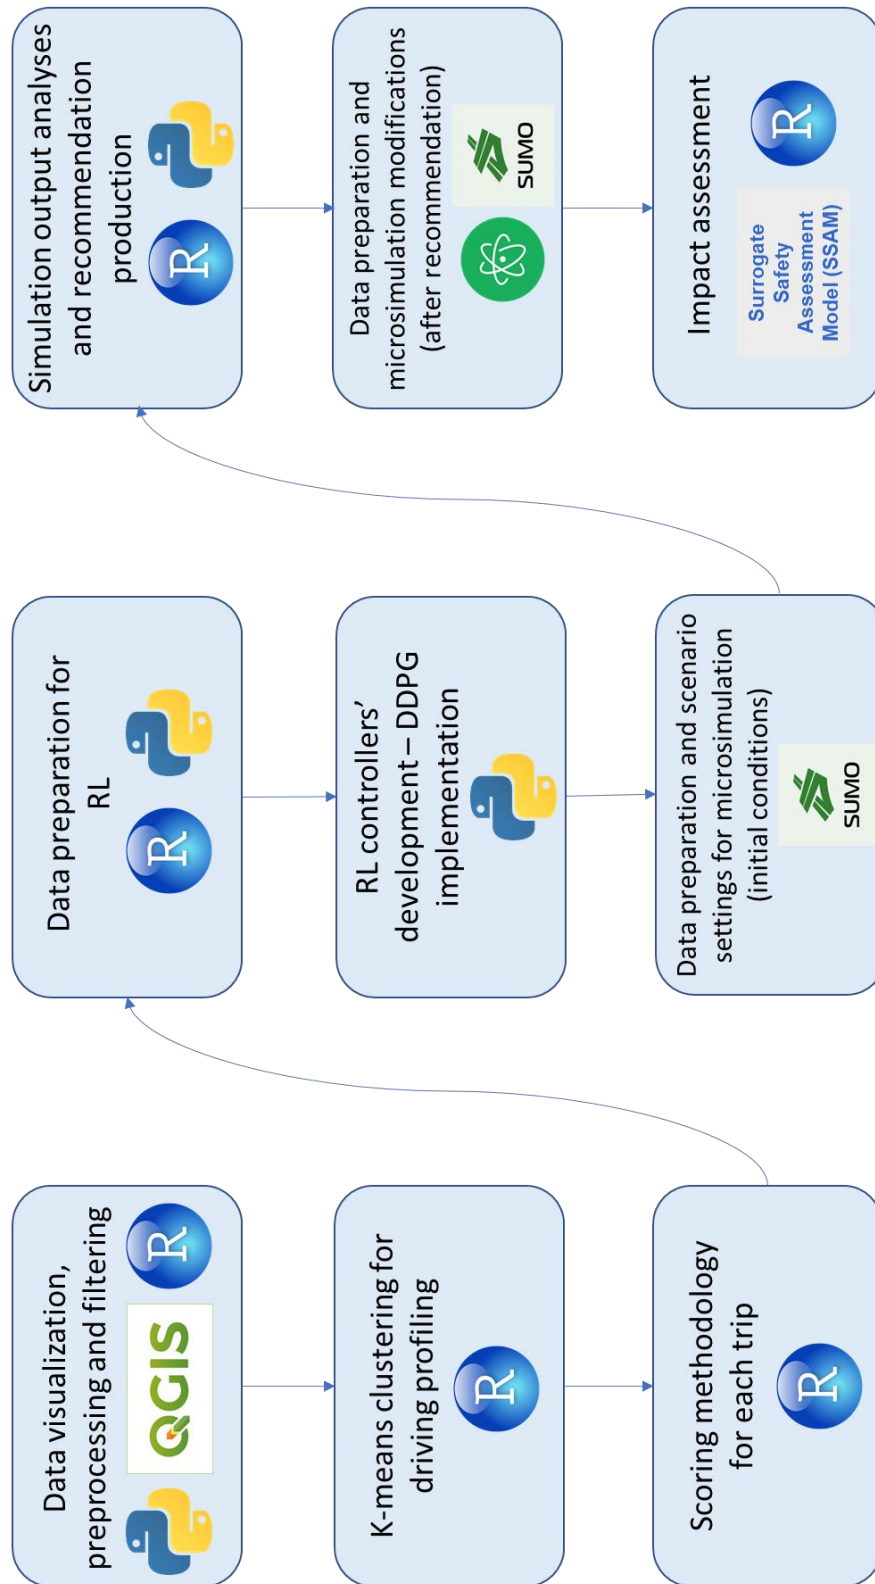 Data visualization,
preprocessing and filtering
QGIS
R
K-means clustering for
driving profiling
R
Scoring methodology
for each trip
R
Data preparation for
RL
R
RL controllers’
development – DDPG
implementation
Data preparation and scenario
settings for microsimulation
(initial conditions)
SUMO
Simulation output analyses
and recommendation
production
R
Data preparation and
microsimulation modifications
(after recommendation)
SUMO
Impact assessment
Surrogate
Safety
Assessment
Model (SSAM)
R